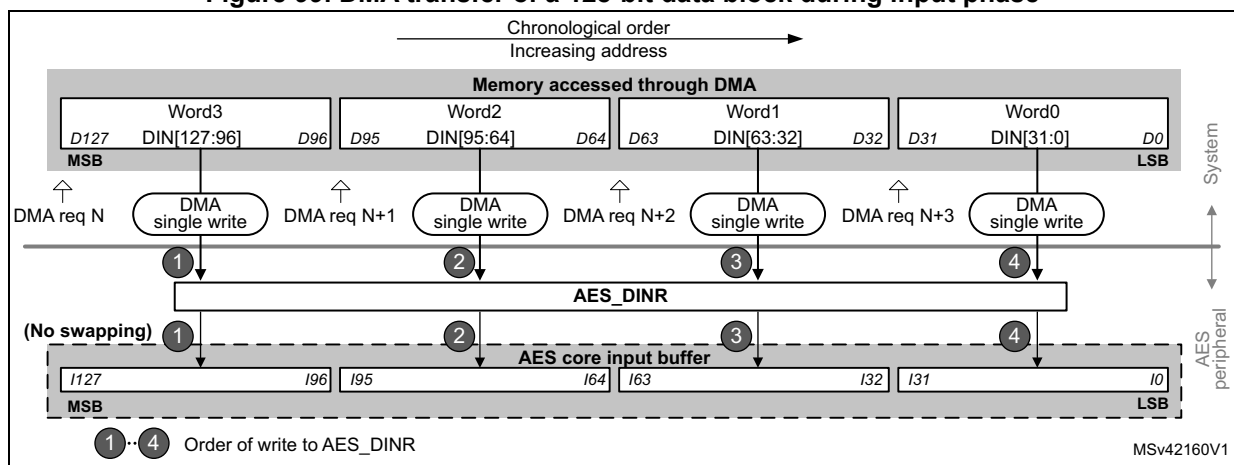 Figure 99. DMA transfer of a 128-bit data block during input phase
Chronological order
Increasing address
Memory accessed through DMA
Word3 Word2 Word1 Word0
D127 DIN[127:96] D96 D95 DIN[95:64] D64 D63 DIN[63:32] D32 D31 DIN[31:0] D0
MSB LSB
System
DMA req N DMA single write DMA req N+1 DMA single write DMA req N+2 DMA single write DMA req N+3 DMA single write
1 2 3 4
AES_DINR
(No swapping) 1 2 3 4
AES peripheral
AES core input buffer
I127 I96 I95 I64 I63 I32 I31 I0
MSB LSB
1··4 Order of write to AES_DINR
MSv42160V1